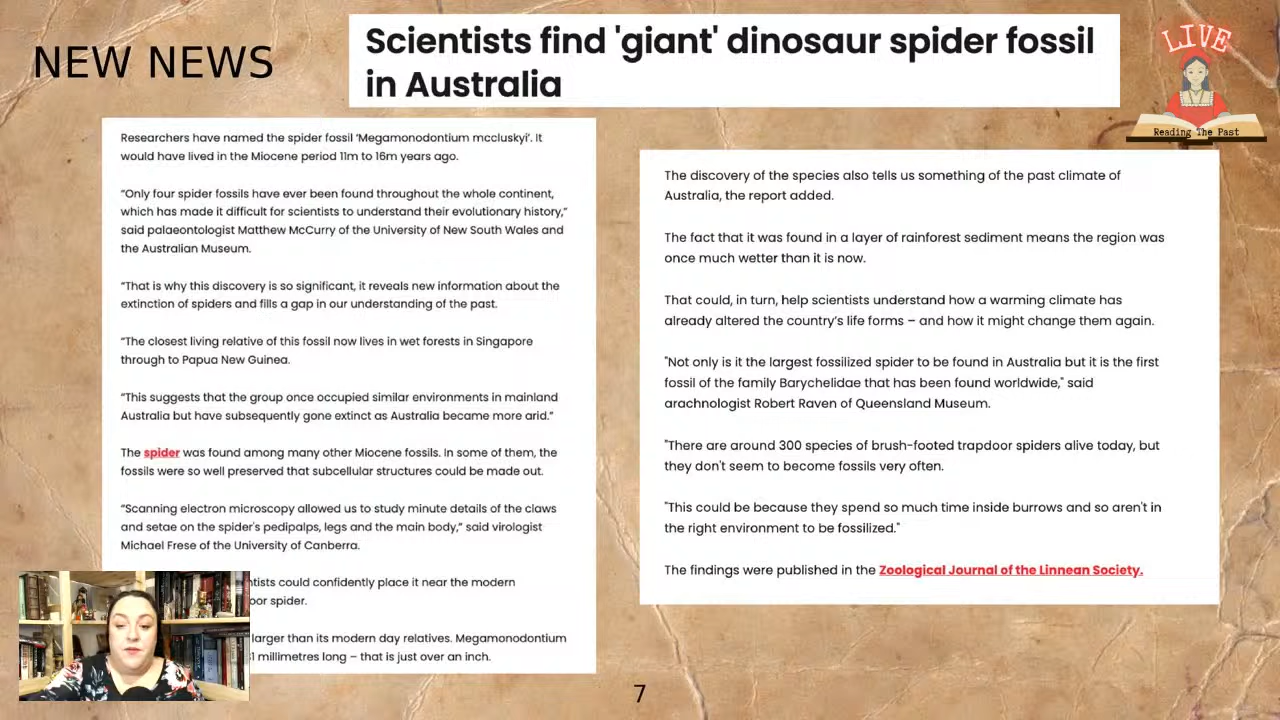 NEW NEWS
Scientists find 'giant' dinosaur spider fossil
in Australia
LIVE
Reading The Past
Researchers have named the spider fossil ‘Megamonodontium mccluskyi’. It
would have lived in the Miocene period 11m to 16m years ago.
“Only four spider fossils have ever been found throughout the whole continent,
which has made it difficult for scientists to understand their evolutionary history,”
said palaeontologist Matthew McCurry of the University of New South Wales and
the Australian Museum.
“That is why this discovery is so significant, it reveals new information about the
extinction of spiders and fills a gap in our understanding of the past.
“The closest living relative of this fossil now lives in wet forests in Singapore
through to Papua New Guinea.
“This suggests that the group once occupied similar environments in mainland
Australia but have subsequently gone extinct as Australia became more arid.”
The spider was found among many other Miocene fossils. In some of them, the
fossils were so well preserved that subcellular structures could be made out.
“Scanning electron microscopy allowed us to study minute details of the claws
and setae on the spider's pedipalps, legs and the main body,” said virologist
Michael Frese of the University of Canberra.
could confidently place it near the modern
spider.
larger than its modern day relatives. Megamonodontium
millimetres long – that is just over an inch.
The discovery of the species also tells us something of the past climate of
Australia, the report added.
The fact that it was found in a layer of rainforest sediment means the region was
once much wetter than it is now.
That could, in turn, help scientists understand how a warming climate has
already altered the country’s life forms – and how it might change them again.
"Not only is it the largest fossilized spider to be found in Australia but it is the first
fossil of the family Barychelidae that has been found worldwide," said
arachnologist Robert Raven of Queensland Museum.
"There are around 300 species of brush-footed trapdoor spiders alive today, but
they don't seem to become fossils very often.
"This could be because they spend so much time inside burrows and so aren't in
the right environment to be fossilized."
The findings were published in the Zoological Journal of the Linnean Society.
7